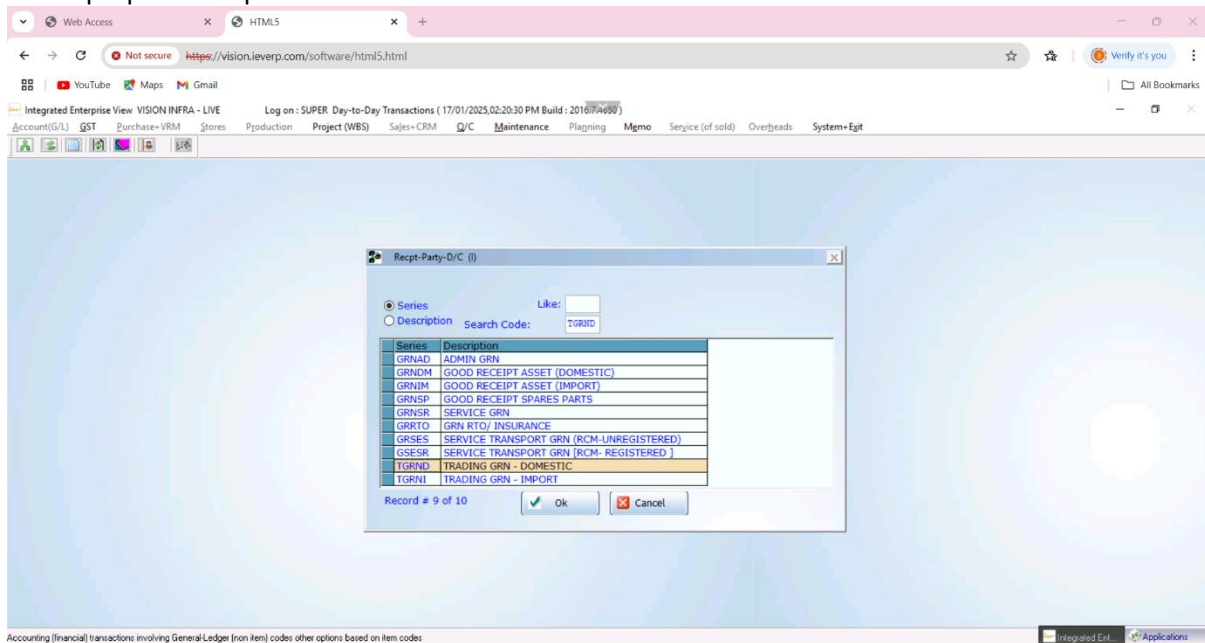 Web Access
HTML5
Not secure https://vision.ieverp.com/software/html5.html
Verify it's you
YouTube Maps Gmail
All Bookmarks
Integrated Enterprise View VISION INFRA - LIVE Log on : SUPER Day-to-Day Transactions ( 17/01/2025,02:20:30 PM Build : 2016.7.4650 )
Account(G/L) GST Purchase+VRM Stores Production Project (WBS) Sales+CRM Q/C Maintenance Planning Memo Service (of sold) Overheads System+Exit
Recpt-Party-D/C (I)
Series Like:
Description Search Code: TGRND
Series Description
GRNAD ADMIN GRN
GRNDM GOOD RECEIPT ASSET (DOMESTIC)
GRNIM GOOD RECEIPT ASSET (IMPORT)
GRNSP GOOD RECEIPT SPARES PARTS
GRNSR SERVICE GRN
GRRTO GRN RTO/ INSURANCE
GRSES SERVICE TRANSPORT GRN (RCM-UNREGISTERED)
GSESR SERVICE TRANSPORT GRN [RCM- REGISTERED ]
TGRND TRADING GRN - DOMESTIC
TGRNI TRADING GRN - IMPORT
Record # 9 of 10 Ok Cancel
Accounting (financial) transactions involving General-Ledger (non item) codes other options based on item codes
Integrated Ent... Applications